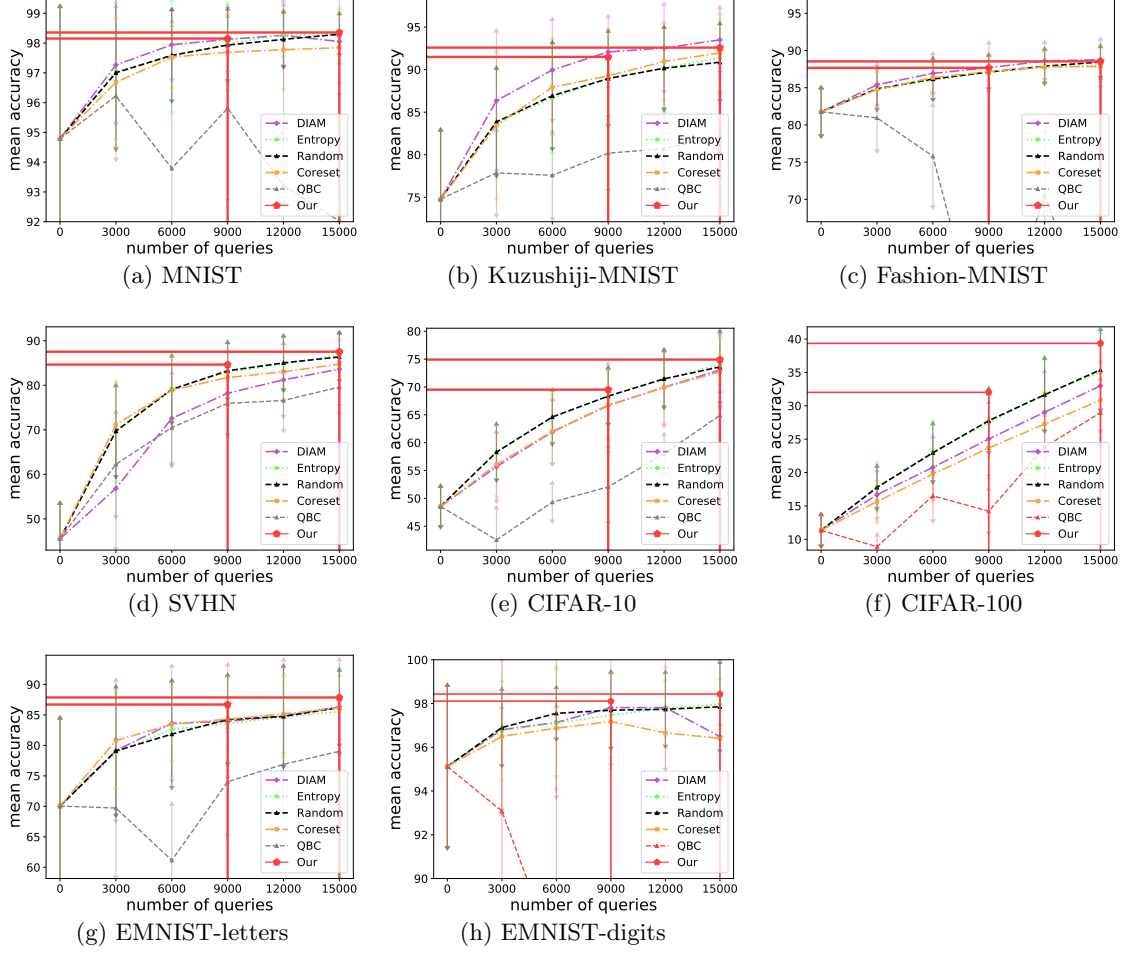 99
98
97
96
95
94
93
92
mean accuracy
0 3000 6000 9000 12000 15000
number of queries
DIAM
Entropy
Random
Coreset
QBC
Our
(a) MNIST
95
90
85
80
75
mean accuracy
0 3000 6000 9000 12000 15000
number of queries
DIAM
Entropy
Random
Coreset
QBC
Our
(b) Kuzushiji-MNIST
95
90
85
80
75
70
mean accuracy
0 3000 6000 9000 12000 15000
number of queries
DIAM
Entropy
Random
Coreset
QBC
Our
(c) Fashion-MNIST
90
80
70
60
50
mean accuracy
0 3000 6000 9000 12000 15000
number of queries
DIAM
Entropy
Random
Coreset
QBC
Our
(d) SVHN
80
75
70
65
60
55
50
45
mean accuracy
0 3000 6000 9000 12000 15000
number of queries
DIAM
Entropy
Random
Coreset
QBC
Our
(e) CIFAR-10
40
35
30
25
20
15
10
mean accuracy
0 3000 6000 9000 12000 15000
number of queries
DIAM
Entropy
Random
Coreset
QBC
Our
(f) CIFAR-100
90
85
80
75
70
65
60
mean accuracy
0 3000 6000 9000 12000 15000
number of queries
DIAM
Entropy
Random
Coreset
QBC
Our
(g) EMNIST-letters
100
98
96
94
92
90
mean accuracy
0 3000 6000 9000 12000 15000
number of queries
DIAM
Entropy
Random
Coreset
QBC
Our
(h) EMNIST-digits